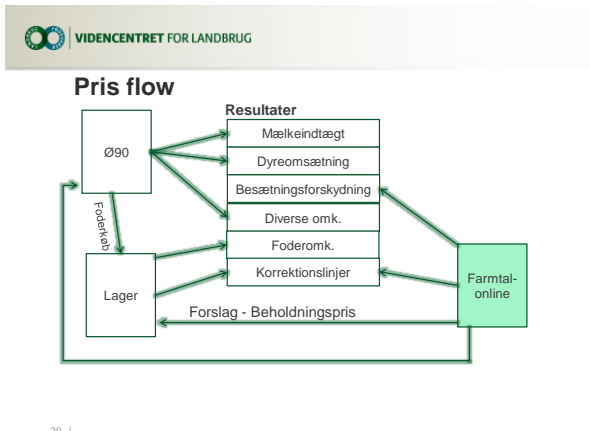 VIDENCENTRET FOR LANDBRUG
Pris flow
Resultater
Ø90
Mælkeindtægt
Dyreomsætning
Besætningsforskydning
Diverse omk.
Foderomk.
Korrektionslinjer
Foderkøb
Lager
Farmtal-
online
Forslag - Beholdningspris